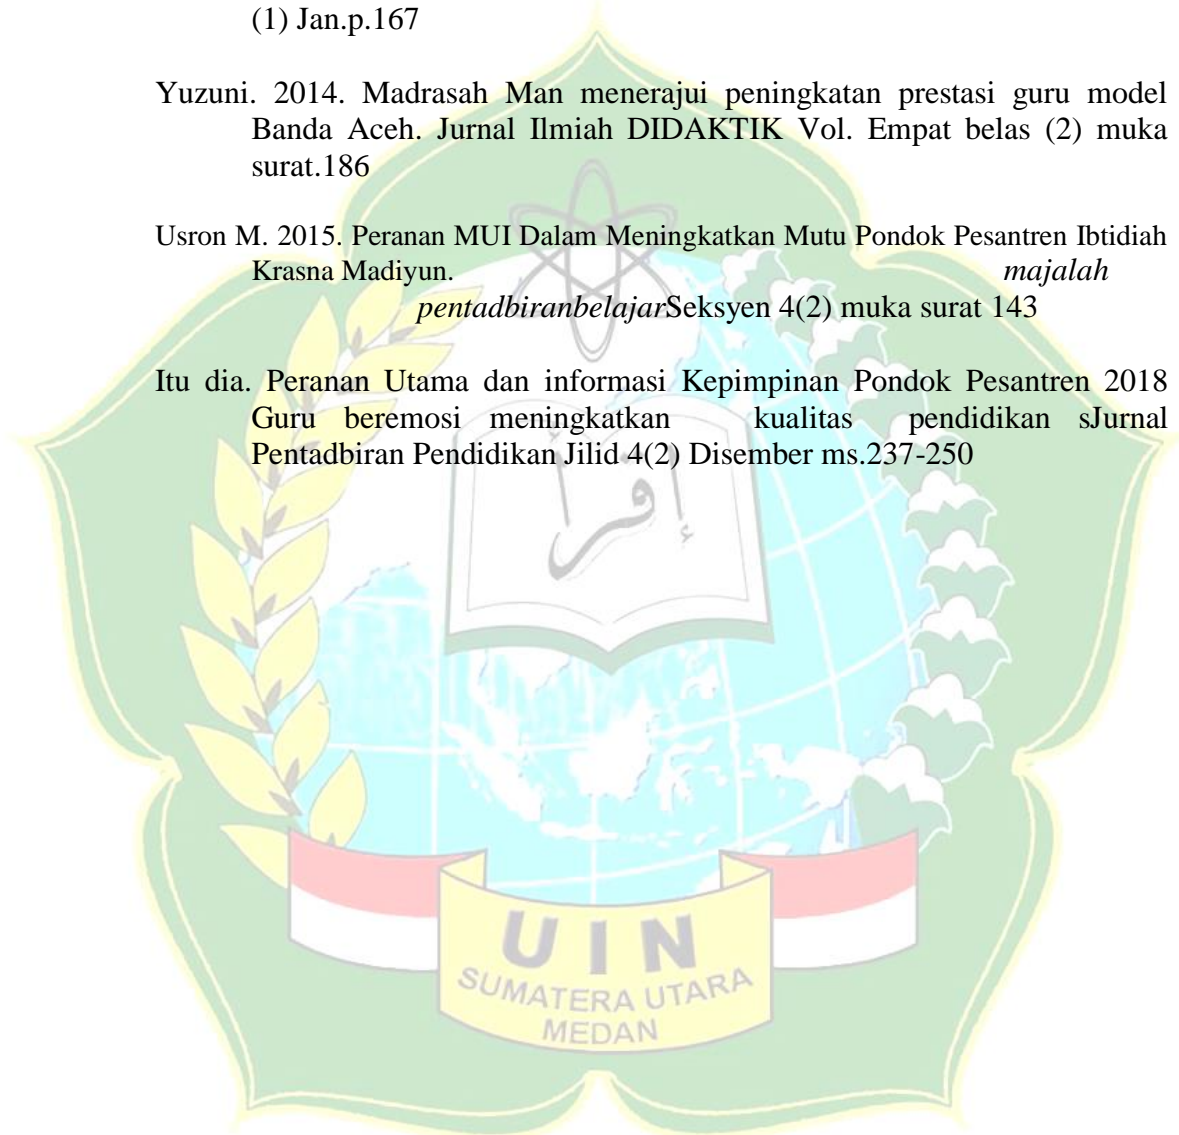 (1) Jan.p.167
Yuzuni. 2014. Madrasah Man menerajui peningkatan prestasi guru model
Banda Aceh. Jurnal Ilmiah DIDAKTIK Vol. Empat belas (2) muka
surat.186
Usron M. 2015. Peranan MUI Dalam Meningkatkan Mutu Pondok Pesantren Ibtidiah
Krasna Madiyun. majalah
pentadbiranbelajarSeksyen 4(2) muka surat 143
Itu dia. Peranan Utama dan informasi Kepimpinan Pondok Pesantren 2018
Guru beremosi meningkatkan kualitas pendidikan sJurnal
Pentadbiran Pendidikan Jilid 4(2) Disember ms.237-250
إقرأ
UIN
SUMATERA UTARA
MEDAN